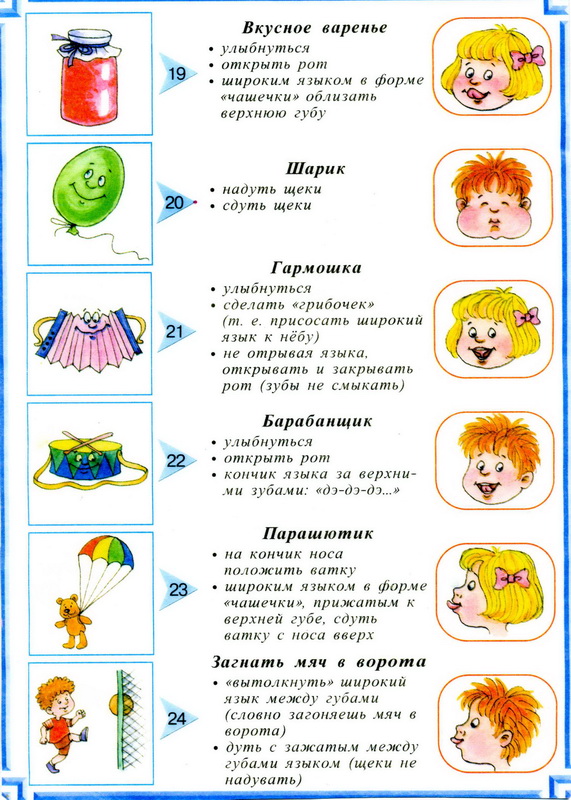 19
Вкусное варенье
• улыбнуться
• открыть рот
• широким языком в форме
«чашечки» облизать
верхнюю губу
20
Шарик
• надуть щеки
• сдуть щеки
21
Гармошка
• улыбнуться
• сделать «грибочек»
(т. е. присосать широкий
язык к нёбу)
• не отрывая языка,
открывать и закрывать
рот (зубы не смыкать)
22
Барабанщик
• улыбнуться
• открыть рот
• кончик языка за верхни-
ми зубами: «дэ-дэ-дэ...»
23
Парашютик
• на кончик носа
положить ватку
• широким языком в форме
«чашечки», прижатым к
верхней губе, сдуть
ватку с носа вверх
24
Загнать мяч в ворота
• «вытолкнуть» широкий
язык между губами
(словно загоняешь мяч в
ворота)
• дуть с зажатым между
губами языком (щеки не
надувать)